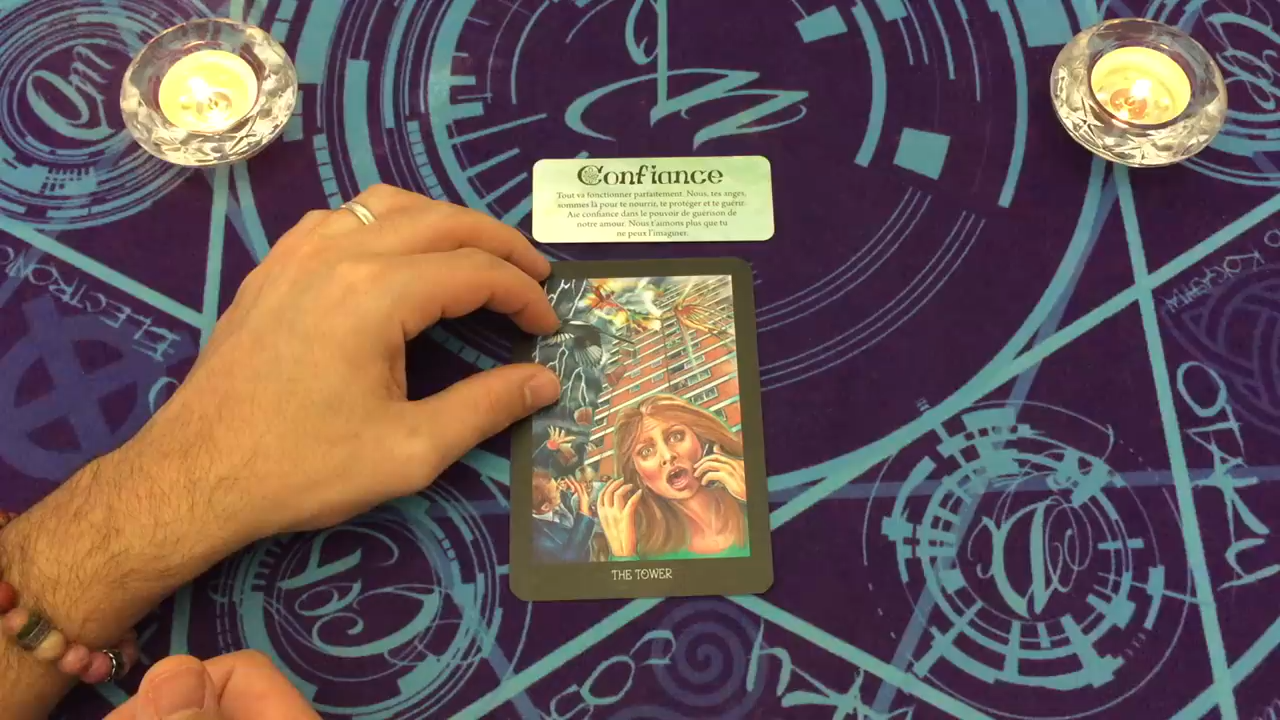 Confiance
Tout va fonctionner parfaitement. Nous, tes anges,
sommes là pour te nourrir, te protéger et te guérir.
Aie confiance dans le pouvoir de guérison de
notre amour. Nous t'aimons plus que tu
ne peux l'imaginer.
ELECTRONO
OTAKU
THE TOWER